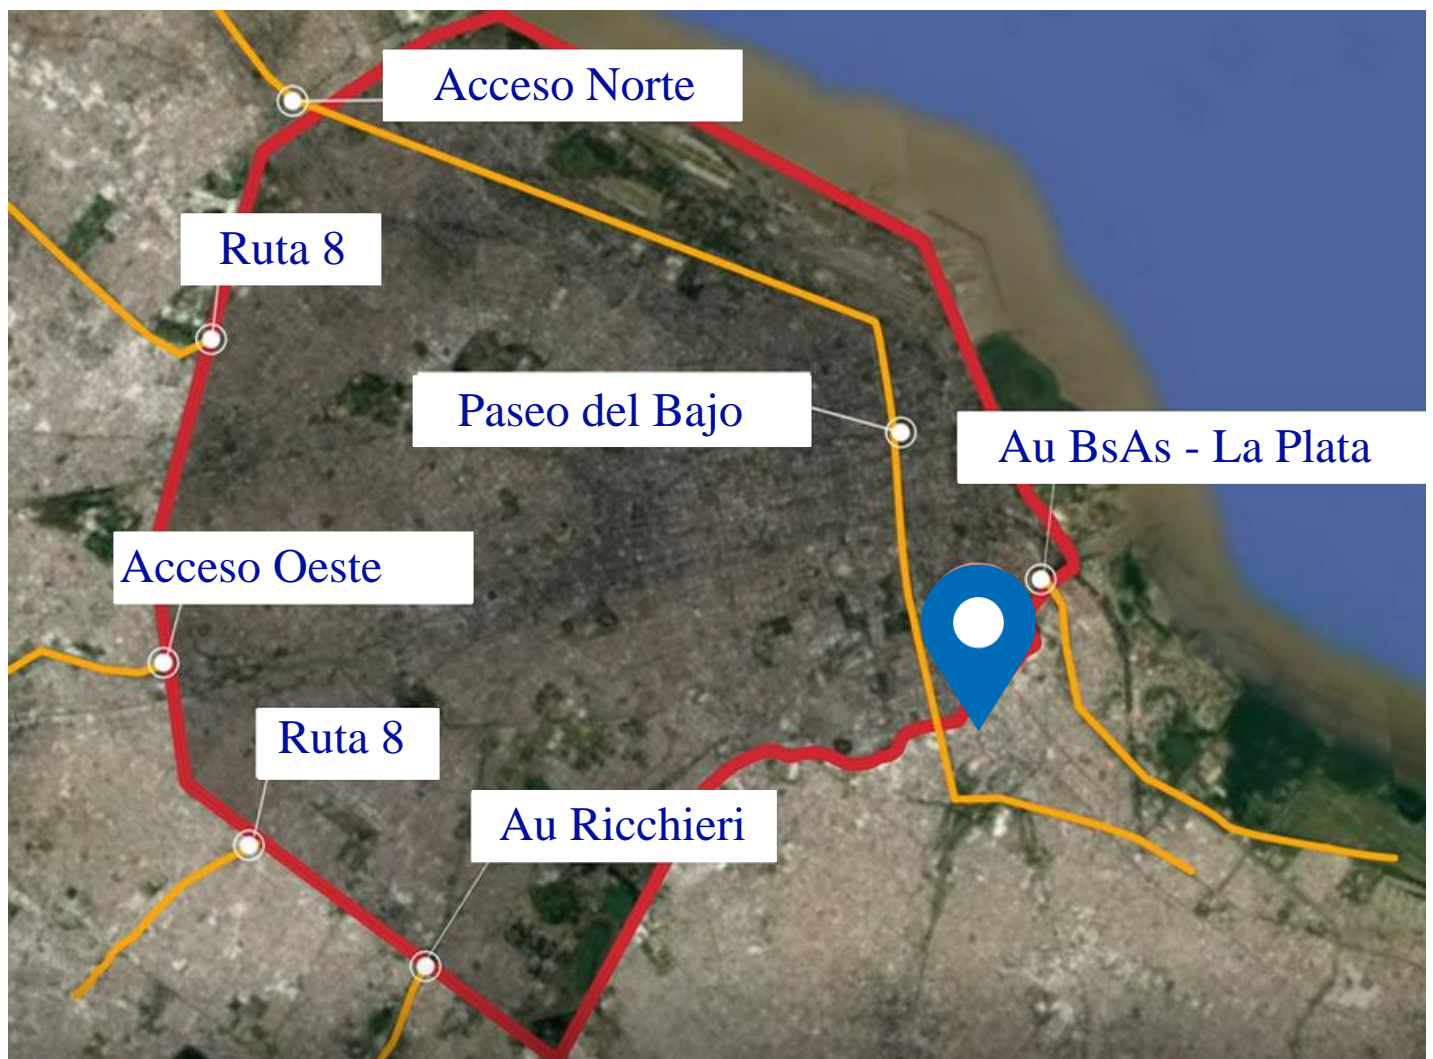 Acceso Norte
Ruta 8
Paseo del Bajo
Au BsAs - La Plata
Acceso Oeste
Ruta 8
Au Ricchieri